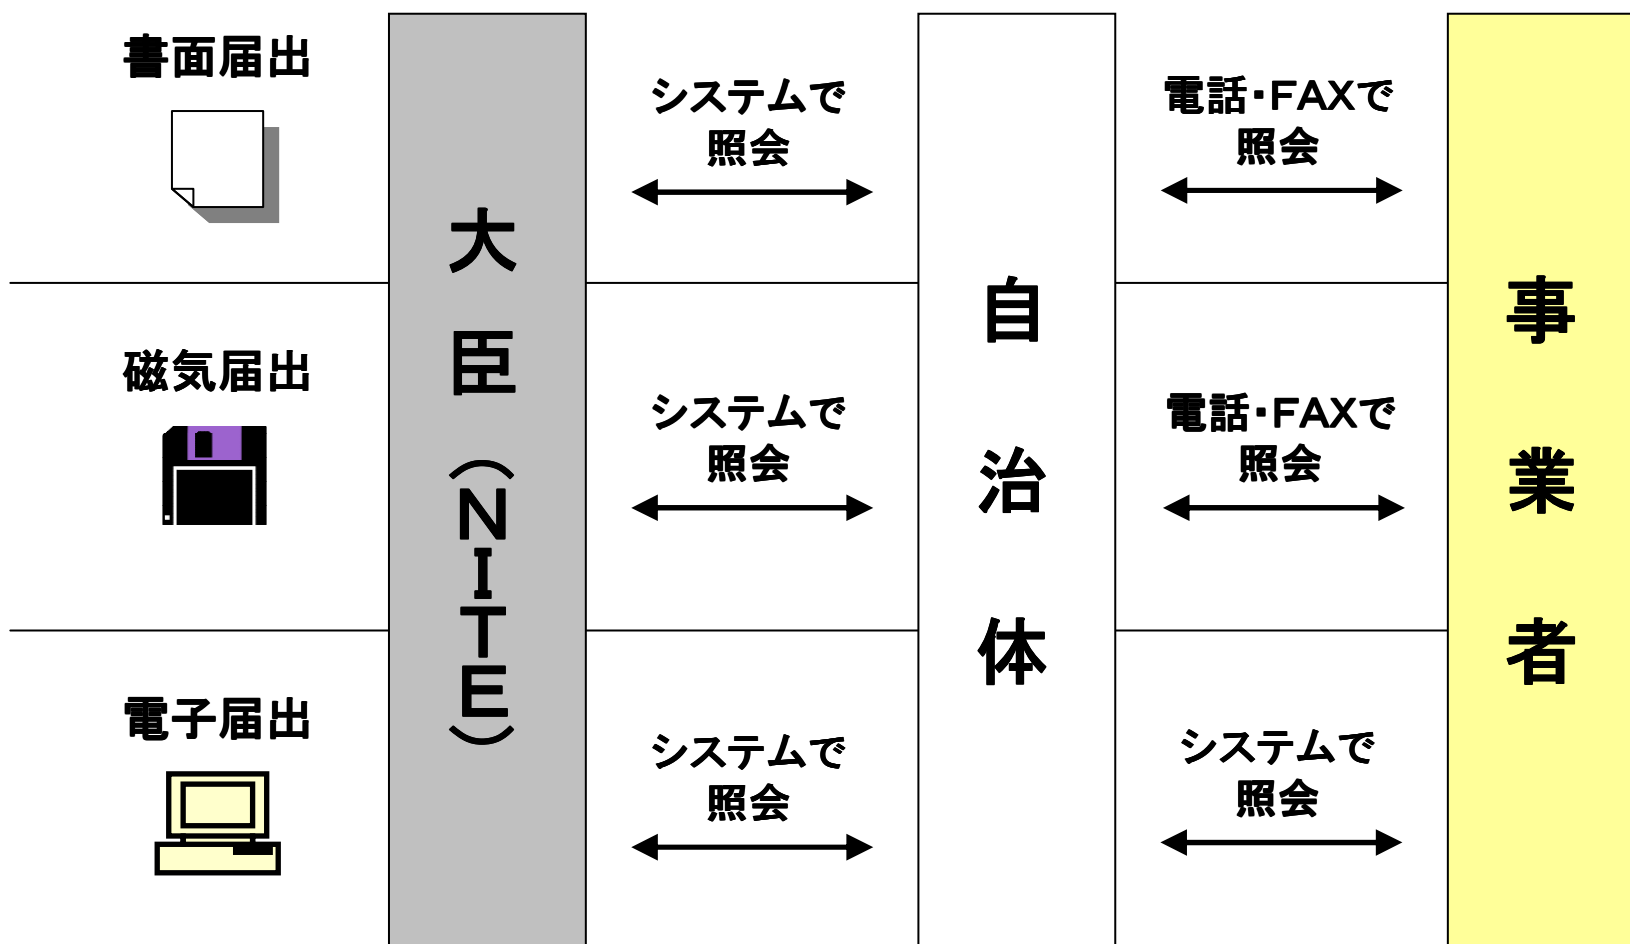 書面届出
システムで
照会
電話・FAXで
照会
磁気届出
システムで
照会
電話・FAXで
照会
電子届出
システムで
照会
システムで
照会
大臣(NITE)
自治体
事業者